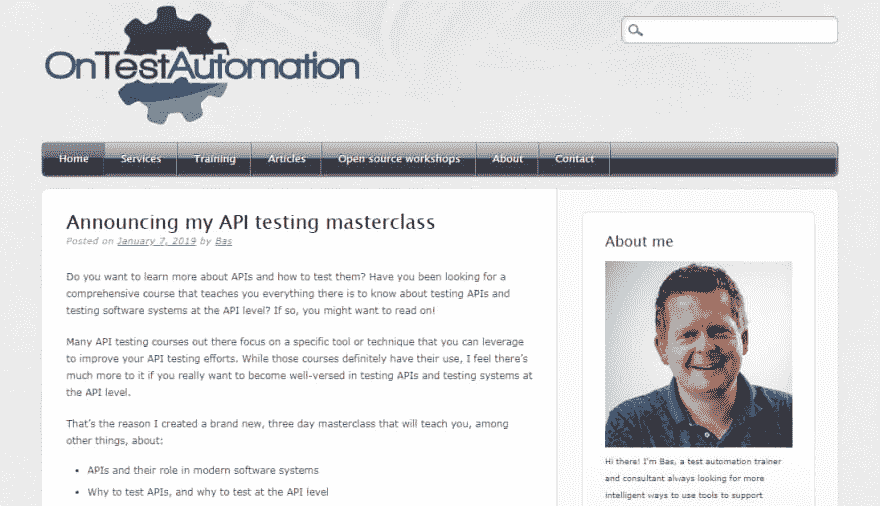 OnTestAutomation
Home Services Training Articles Open source workshops About Contact
Announcing my API testing masterclass
Posted on January 7, 2019 by Bas
Do you want to learn more about APIs and how to test them? Have you been looking for a
comprehensive course that teaches you everything there is to know about testing APIs and
testing software systems at the API level? If so, you might want to read on!
Many API testing courses out there focus on a specific tool or technique that you can leverage
to improve your API testing efforts. While those courses definitely have their use, I feel there's
much more to it if you really want to become well-versed in testing APIs and testing systems at
the API level.
That's the reason I created a brand new, three day masterclass that will teach you, among
other things, about:
• APIs and their role in modern software systems
• Why to test APIs, and why to test at the API level
About me
Hi there! I'm Bas, a test automation trainer
and consultant always looking for more
intelligent ways to use tools to support